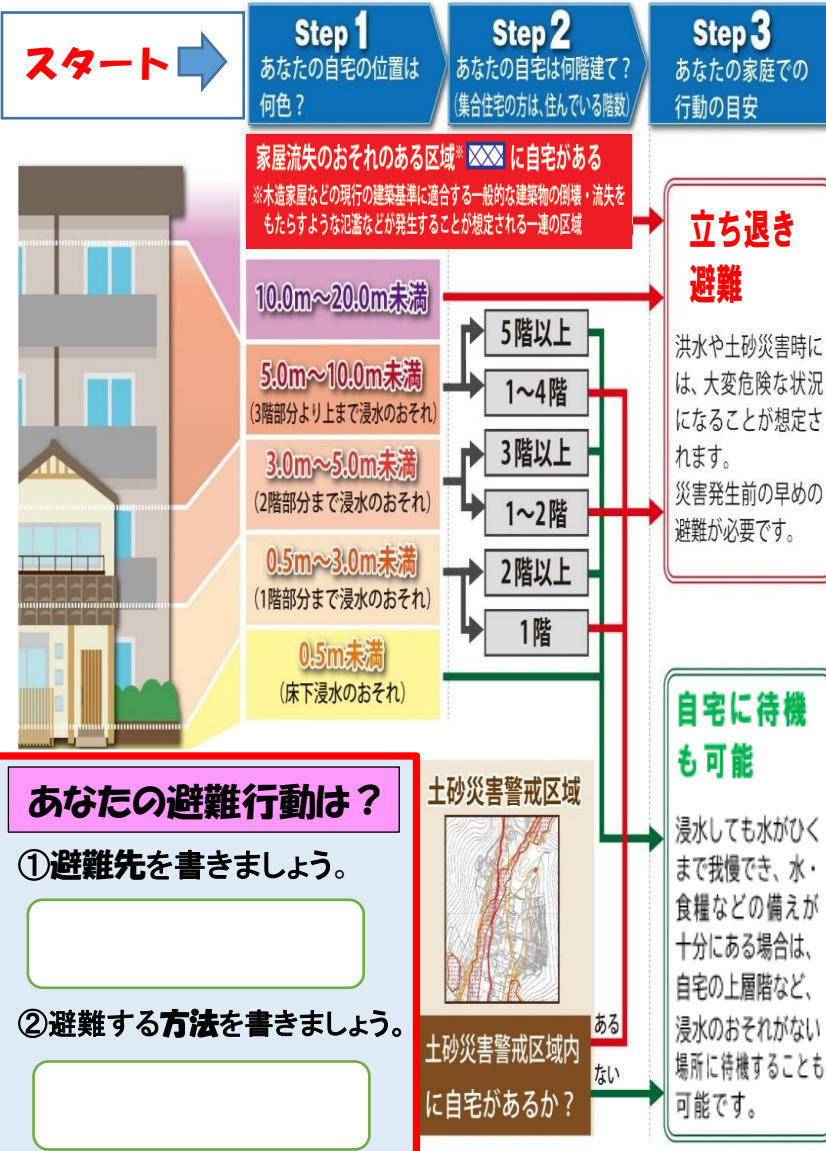 スタート
Step 1
あなたの自宅の位置は
何色?
Step 2
あなたの自宅は何階建て?
(集合住宅の方は、住んでいる階数)
Step 3
あなたの家庭での
行動の目安
家屋流失のおそれのある区域※ に自宅がある
※木造家屋などの現行の建築基準に適合する一般的な建築物の倒壊・流失を
もたらすような氾濫などが発生することが想定される一連の区域
10.0m~20.0m未満
5.0m~10.0m未満
(3階部分より上まで浸水のおそれ)
3.0m~5.0m未満
(2階部分まで浸水のおそれ)
0.5m~3.0m未満
(1階部分まで浸水のおそれ)
0.5m未満
(床下浸水のおそれ)
5階以上
1~4階
3階以上
1~2階
2階以上
1階
立ち退き
避難
洪水や土砂災害時に
は、大変危険な状況
になることが想定さ
れます。
災害発生前の早めの
避難が必要です。
自宅に待機
も可能
浸水しても水がひく
まで我慢でき、水・
食糧などの備えが
十分にある場合は、
自宅の上層階など、
浸水のおそれがない
場所に待機することも
可能です。
あなたの避難行動は?
①避難先を書きましょう。
②避難する方法を書きましょう。
土砂災害警戒区域
土砂災害警戒区域内
に自宅があるか?
ある
ない